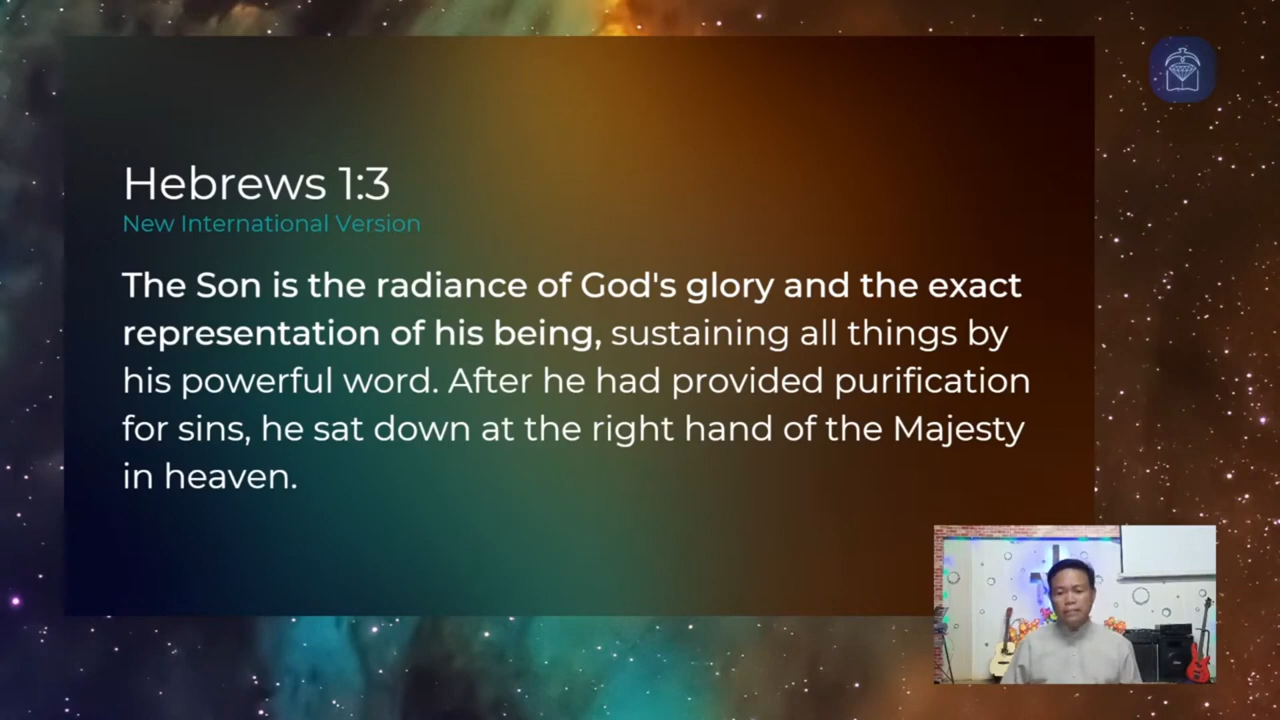 Hebrews 1:3
New International Version
The Son is the radiance of God's glory and the exact
representation of his being, sustaining all things by
his powerful word. After he had provided purification
for sins, he sat down at the right hand of the Majesty
in heaven.